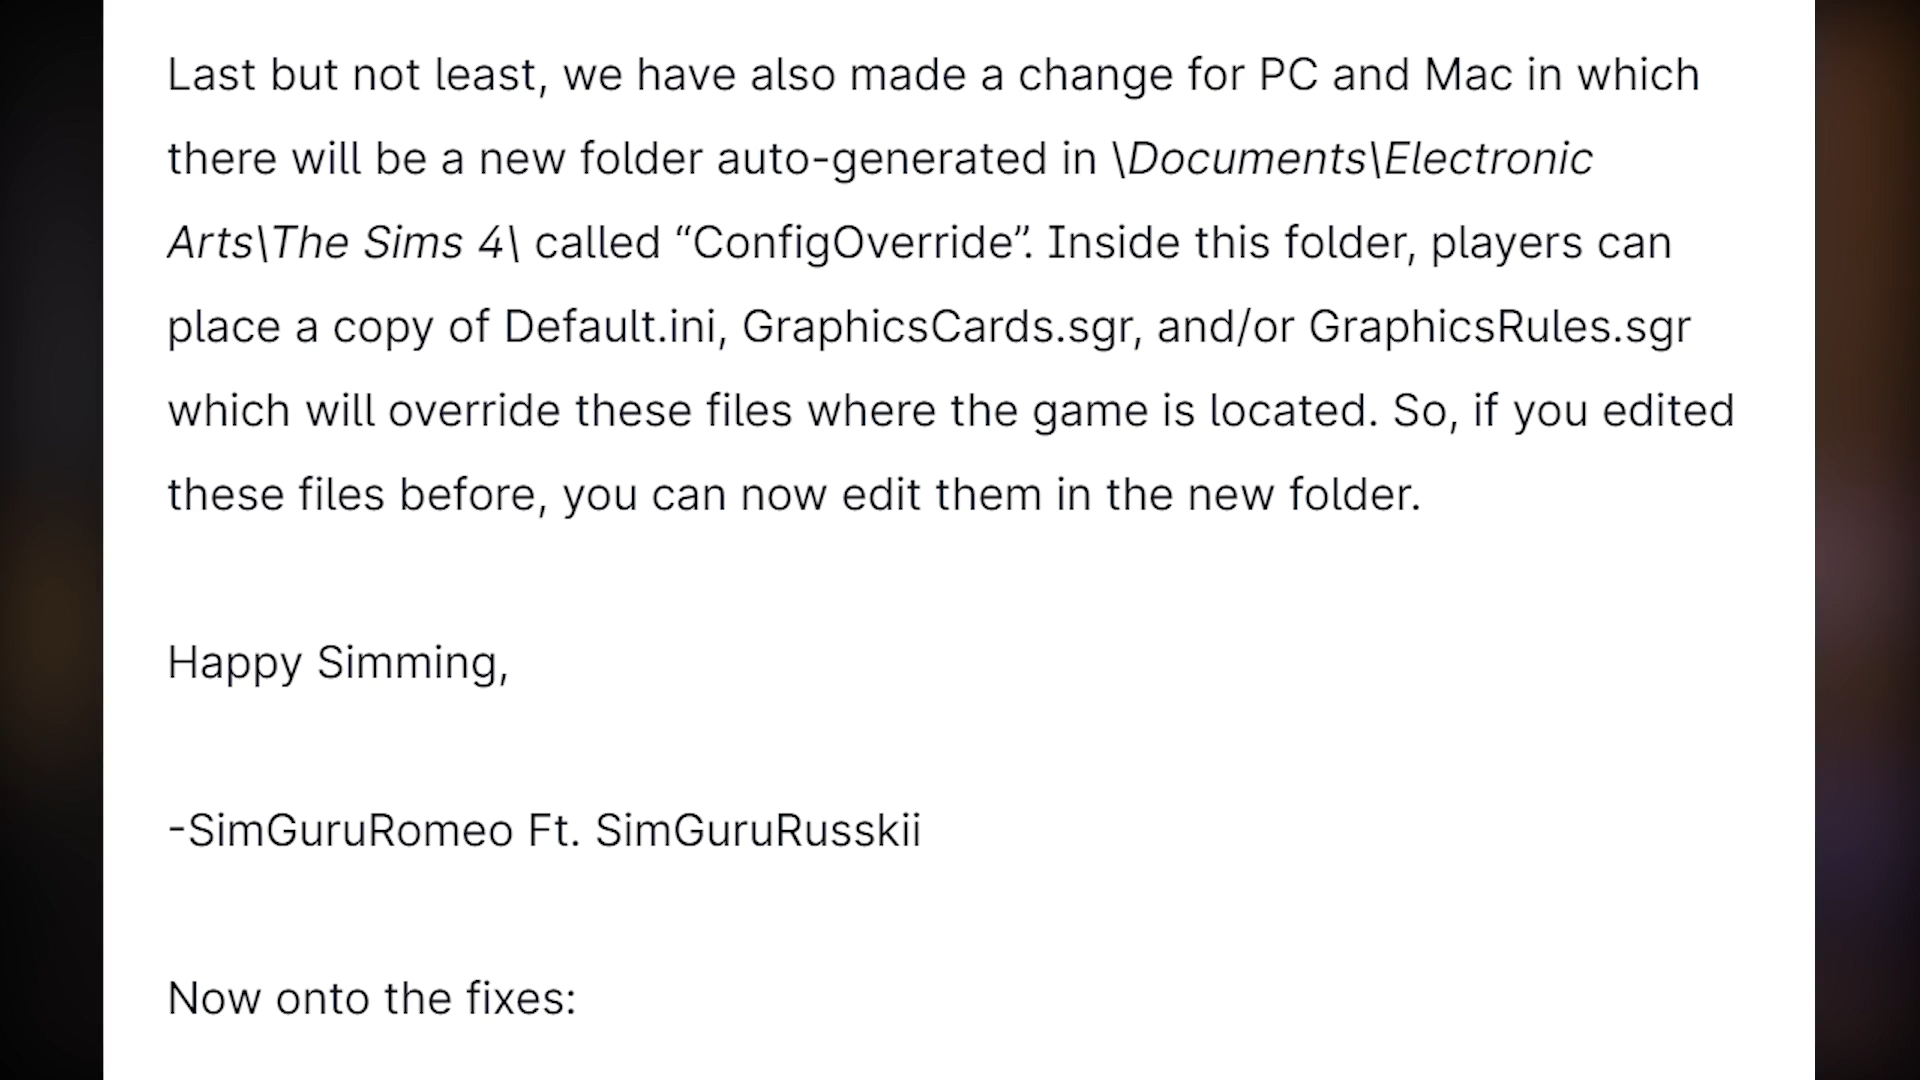 Last but not least, we have also made a change for PC and Mac in which
there will be a new folder auto-generated in \Documents\Electronic
Arts\The Sims 4\ called “ConfigOverride”. Inside this folder, players can
place a copy of Default.ini, GraphicsCards.sgr, and/or GraphicsRules.sgr
which will override these files where the game is located. So, if you edited
these files before, you can now edit them in the new folder.
Happy Simming,
-SimGuruRomeo Ft. SimGuruRusskii
Now onto the fixes: